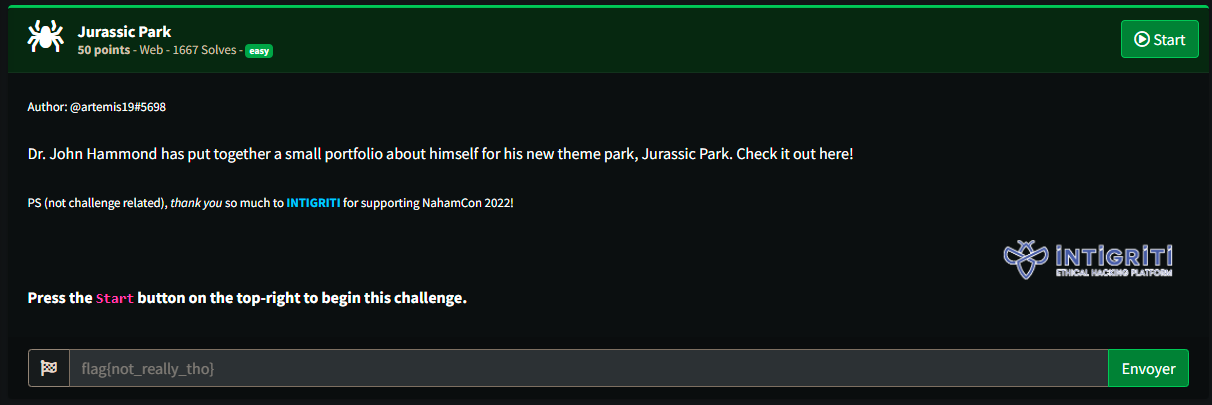 Jurassic Park
50 points - Web - 1667 Solves - easy
Start
Author: @artemis19#5698
Dr. John Hammond has put together a small portfolio about himself for his new theme park, Jurassic Park. Check it out here!
PS (not challenge related), thank you so much to INTIGRITI for supporting NahamCon 2022!
INTIGRITI
ETHICAL HACKING PLATFORM
Press the Start button on the top-right to begin this challenge.
flag{not_really_tho}
Envoyer